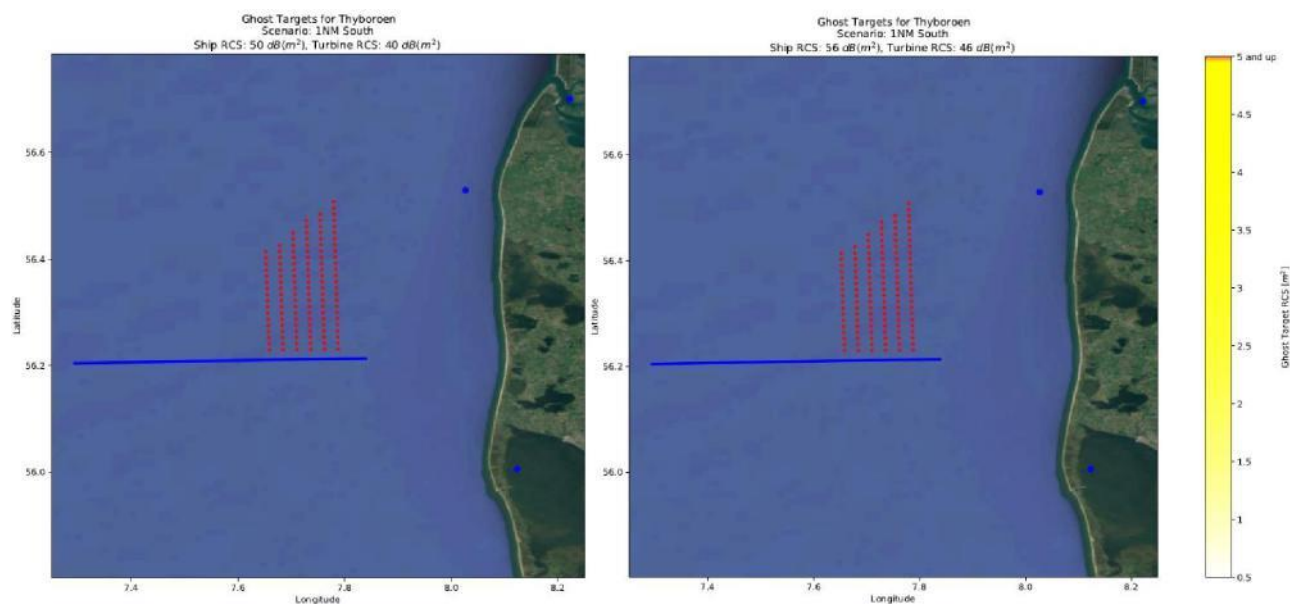 Ghost Targets for Thyboroen
Scenario: 1NM South
Ship RCS: 50 dB(m²), Turbine RCS: 40 dB(m²)
56.6
56.4
56.2
56.0
Latitude
7.4
7.6
7.8
8.0
8.2
Longitude
Ghost Targets for Thyboroen
Scenario: 1NM South
Ship RCS: 56 dB(m²), Turbine RCS: 46 dB(m²)
56.6
56.4
56.2
56.0
Latitude
7.4
7.6
7.8
8.0
8.2
Longitude
5 and up
4.5
4
3.5
3
2.5
2
1.5
1
0.5
Ghost Target RCS [m²]